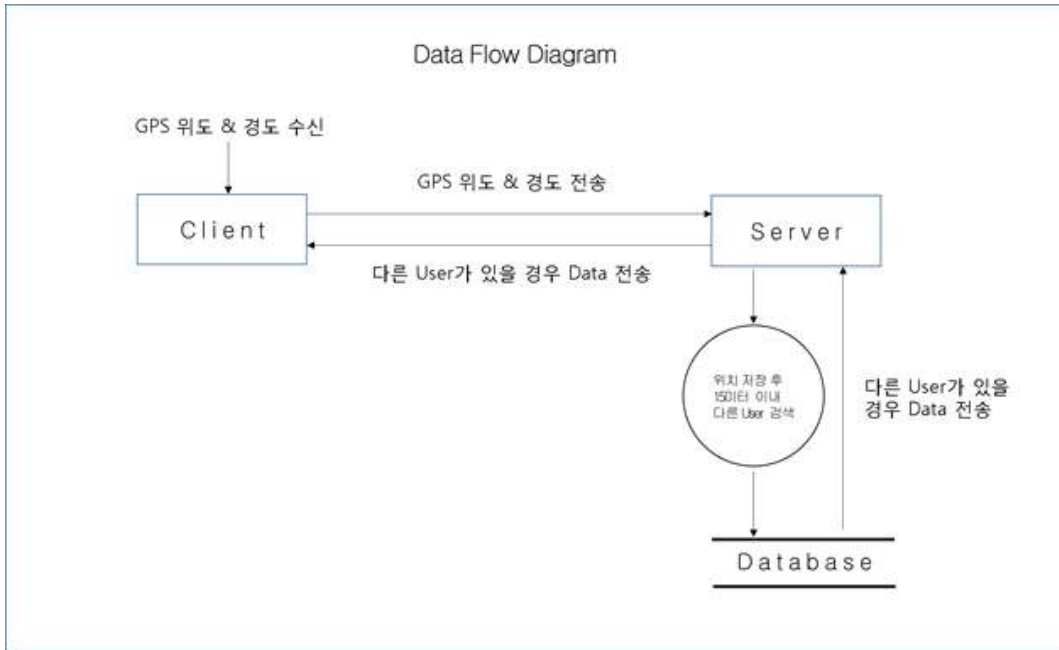 Data Flow Diagram
GPS 위도 & 경도 수신
GPS 위도 & 경도 전송
Client
Server
다른 User가 있을 경우 Data 전송
위치 저장 후
15미터 이내
다른 User 검색
다른 User가 있을
경우 Data 전송
Database